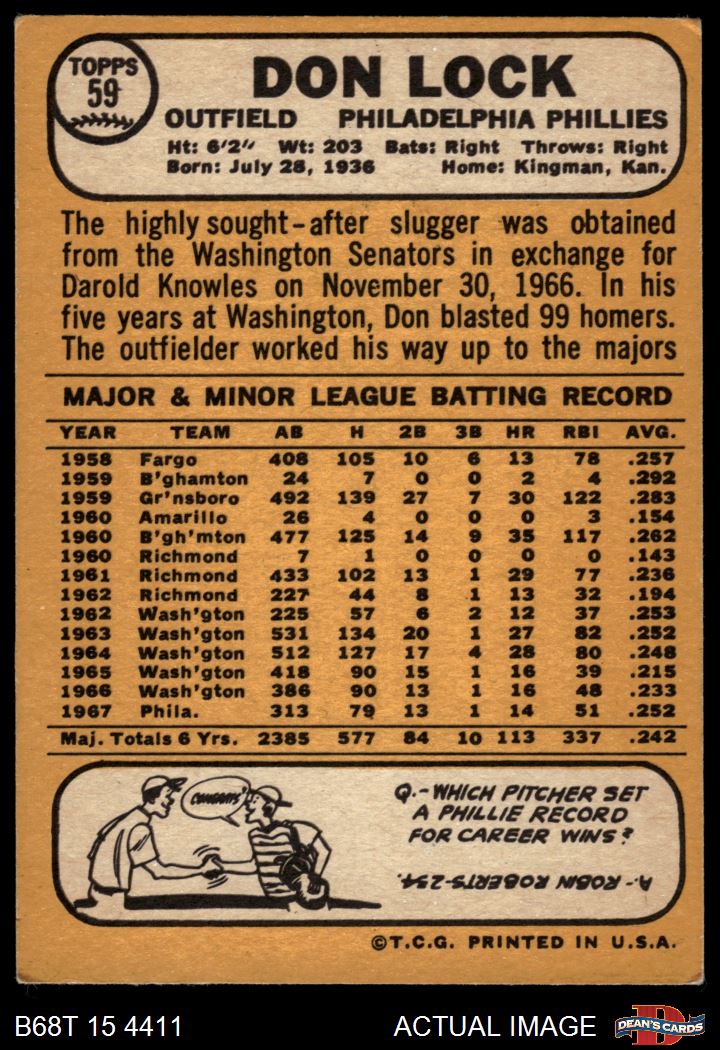 TOPPS
59
DON LOCK
OUTFIELD PHILADELPHIA PHILLIES
Ht: 6'2" Wt: 203 Bats: Right Throws: Right
Born: July 28, 1936 Home: Kingman, Kan.
The highly sought-after slugger was obtained
from the Washington Senators in exchange for
Darold Knowles on November 30, 1966. In his
five years at Washington, Don blasted 99 homers.
The outfielder worked his way up to the majors
MAJOR & MINOR LEAGUE BATTING RECORD
YEAR TEAM AB H 2B 3B HR RBI AVG.
1958 Fargo 408 105 10 6 13 78 .257
1959 B'ghamton 24 7 0 0 2 4 .292
1959 Gr'nsboro 492 139 27 7 30 122 .283
1960 Amarillo 26 4 0 0 0 3 .154
1960 B'gh'mton 477 125 14 9 35 117 .262
1960 Richmond 7 1 0 0 0 0 .143
1961 Richmond 433 102 13 1 29 77 .236
1962 Richmond 227 44 8 1 13 32 .194
1962 Wash'gton 225 57 6 2 12 37 .253
1963 Wash'gton 531 134 20 1 27 82 .252
1964 Wash'gton 512 127 17 4 28 80 .248
1965 Wash'gton 418 90 15 1 16 39 .215
1966 Wash'gton 386 90 13 1 16 48 .233
1967 Phila. 313 79 13 1 14 51 .252
Maj. Totals 6 Yrs. 2385 577 84 10 113 337 .242
CONGRATS
Q.-WHICH PITCHER SET
A PHILLIE RECORD
FOR CAREER WINS?
A.-ROBIN ROBERTS-234.
©T.C.G. PRINTED IN U.S.A.
B68T 15 4411
ACTUAL IMAGE
D
DEAN'S CARDS